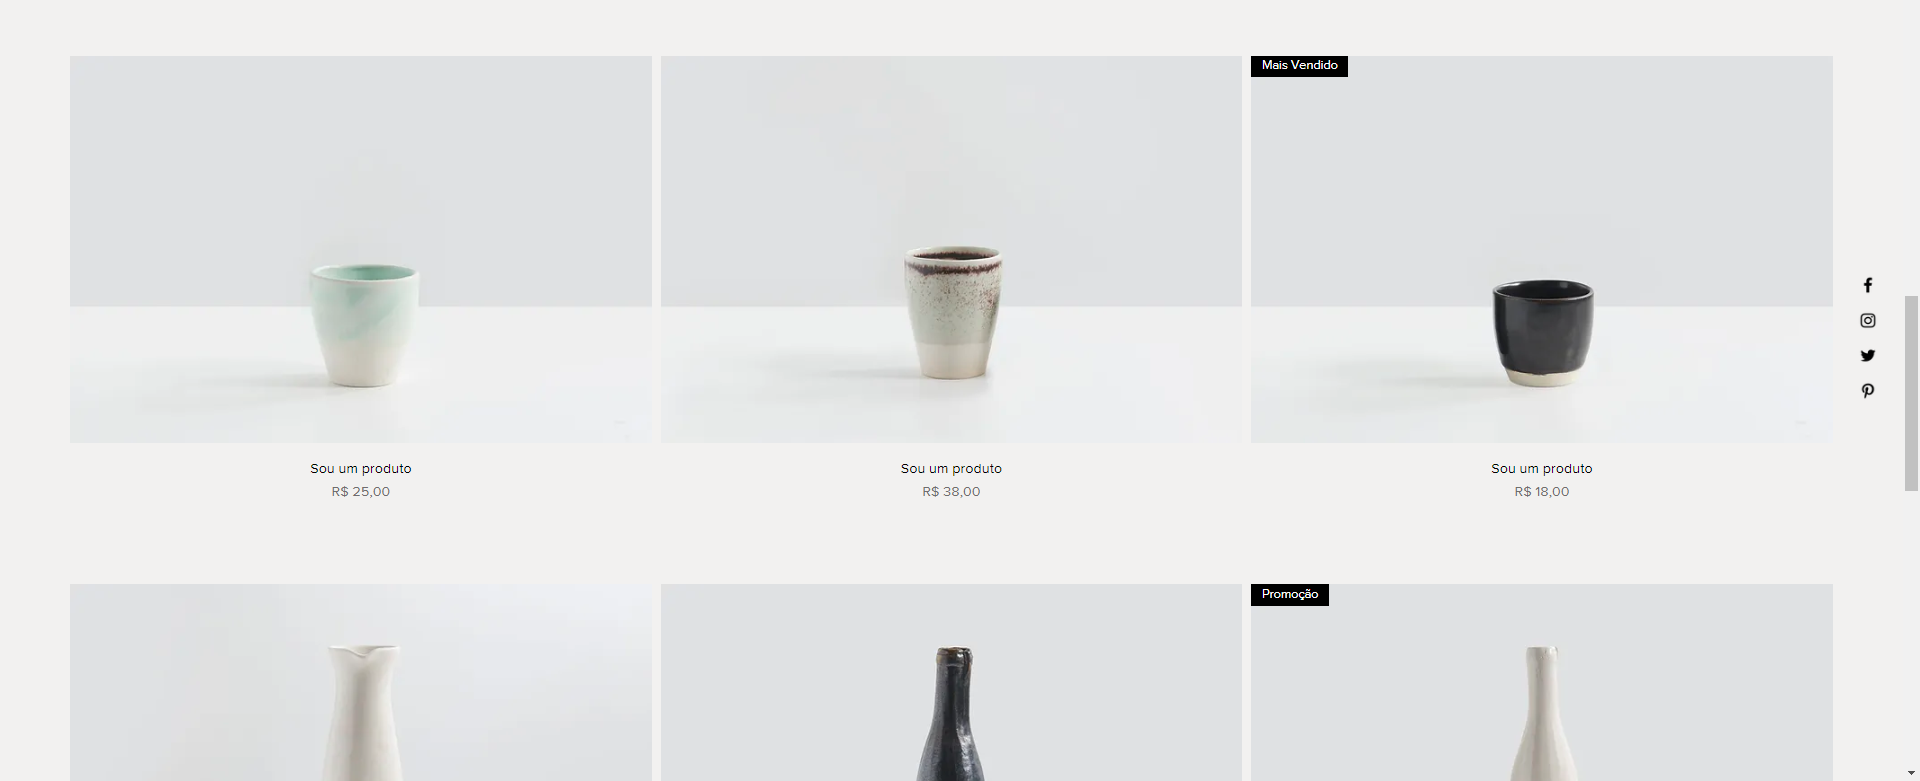 Mais Vendido
Sou um produto
R$ 25,00
Sou um produto
R$ 38,00
Sou um produto
R$ 18,00
Promoção